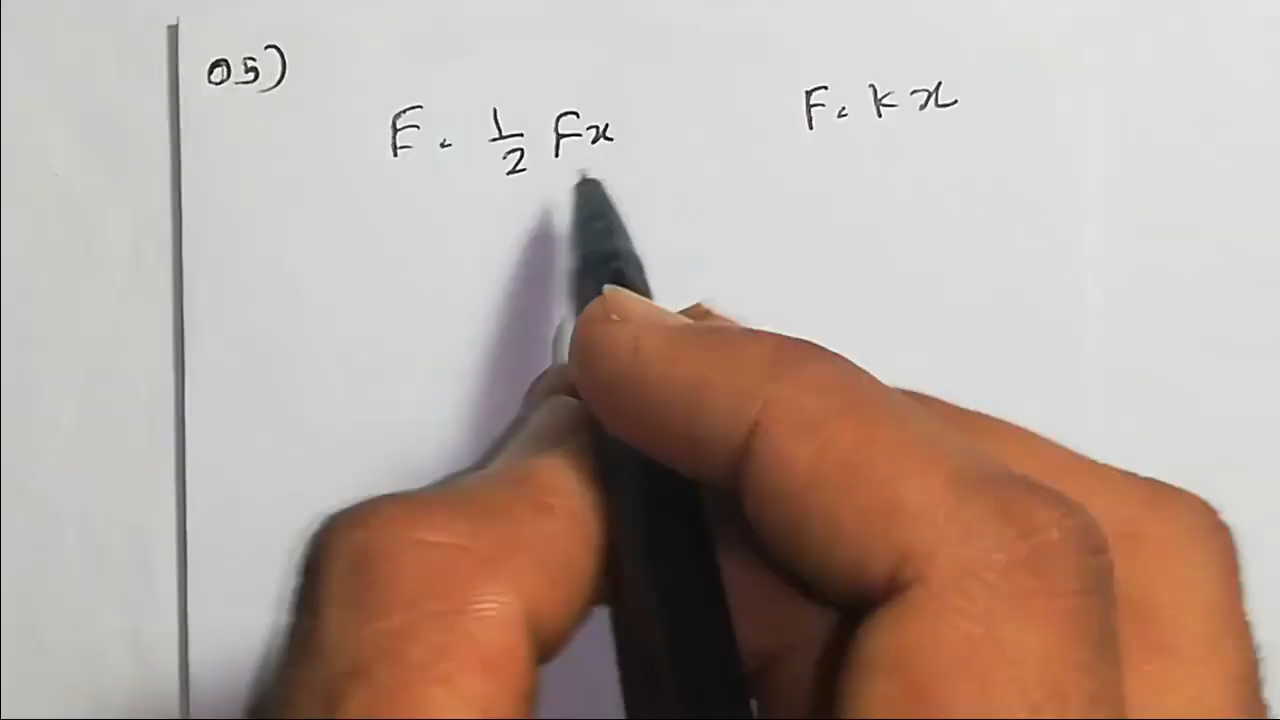 05)
E = 1/2 Fx
F = kx